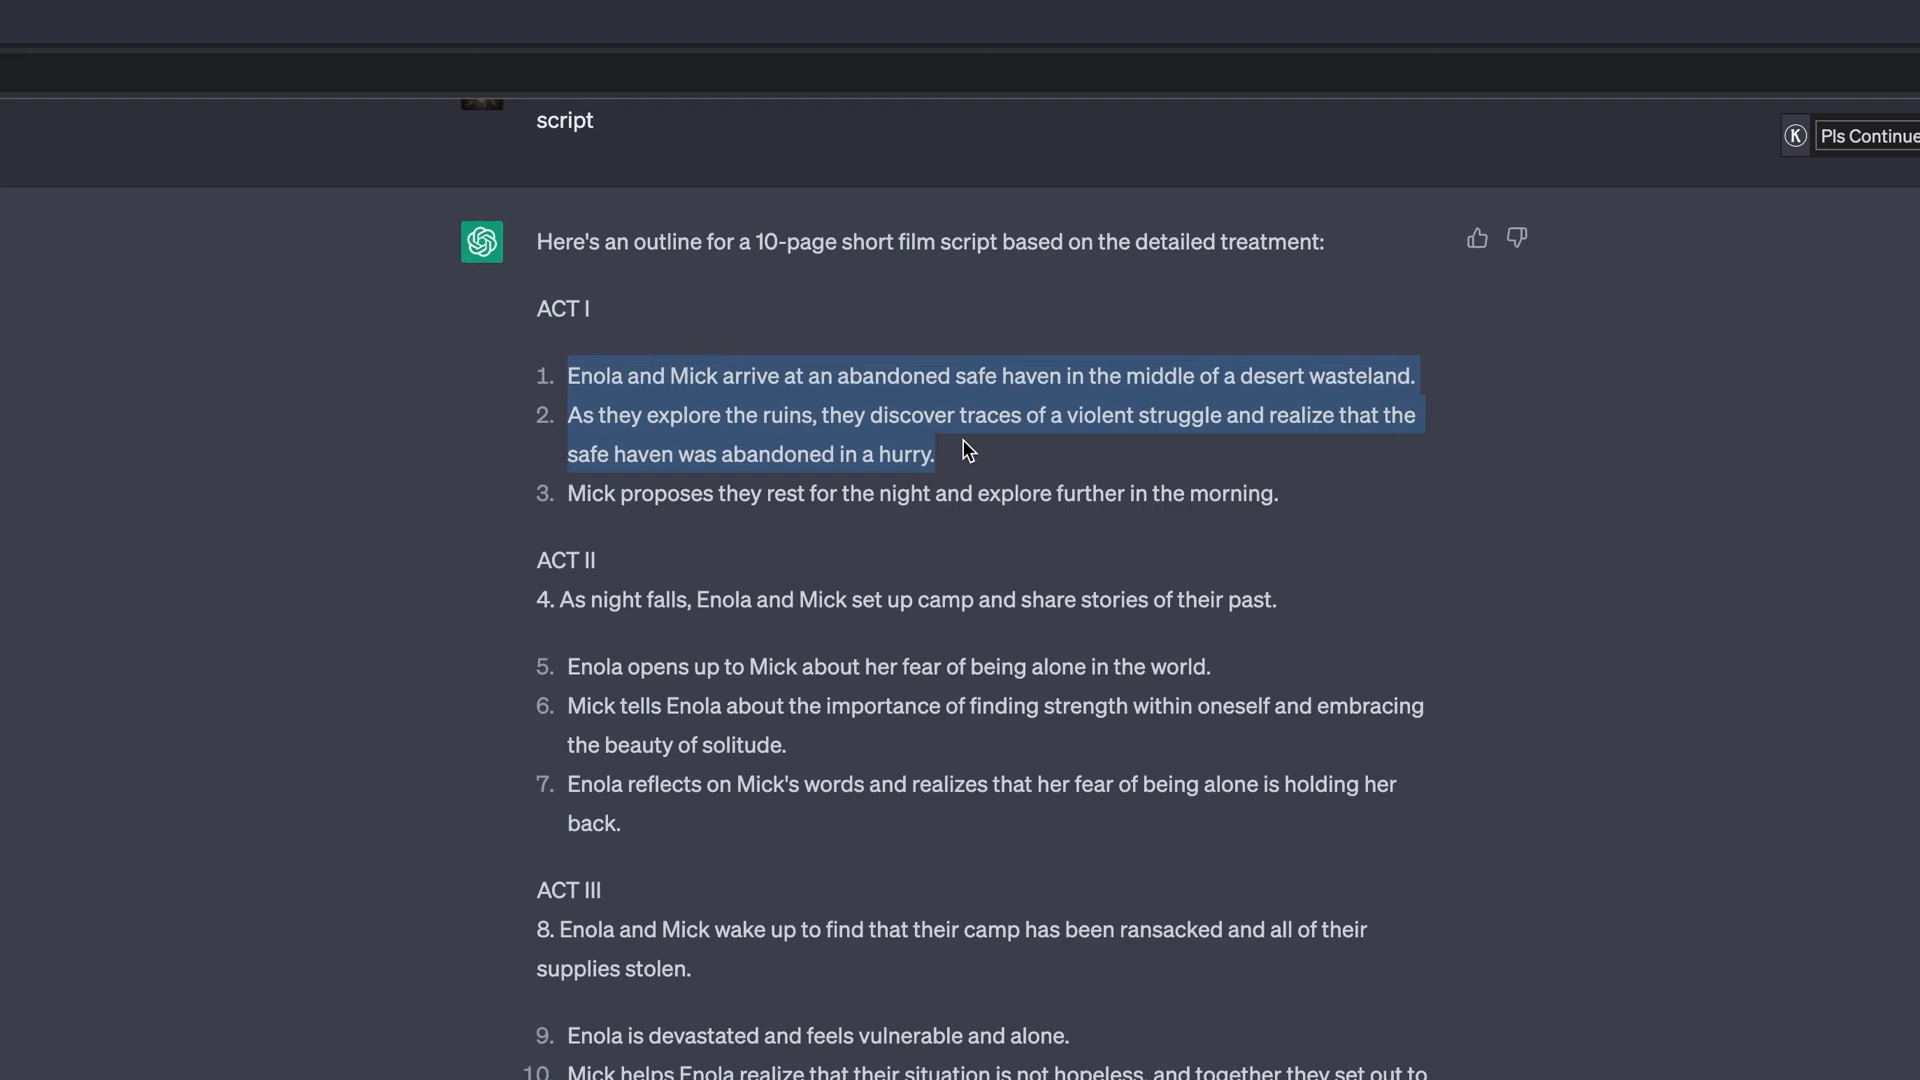 script
K Pls Continue
Here's an outline for a 10-page short film script based on the detailed treatment:
ACT I
1. Enola and Mick arrive at an abandoned safe haven in the middle of a desert wasteland.
2. As they explore the ruins, they discover traces of a violent struggle and realize that the
safe haven was abandoned in a hurry.
3. Mick proposes they rest for the night and explore further in the morning.
ACT II
4. As night falls, Enola and Mick set up camp and share stories of their past.
5. Enola opens up to Mick about her fear of being alone in the world.
6. Mick tells Enola about the importance of finding strength within oneself and embracing
the beauty of solitude.
7. Enola reflects on Mick's words and realizes that her fear of being alone is holding her
back.
ACT III
8. Enola and Mick wake up to find that their camp has been ransacked and all of their
supplies stolen.
9. Enola is devastated and feels vulnerable and alone.
10. Mick helps Enola realize that their situation is not hopeless, and together they set out to